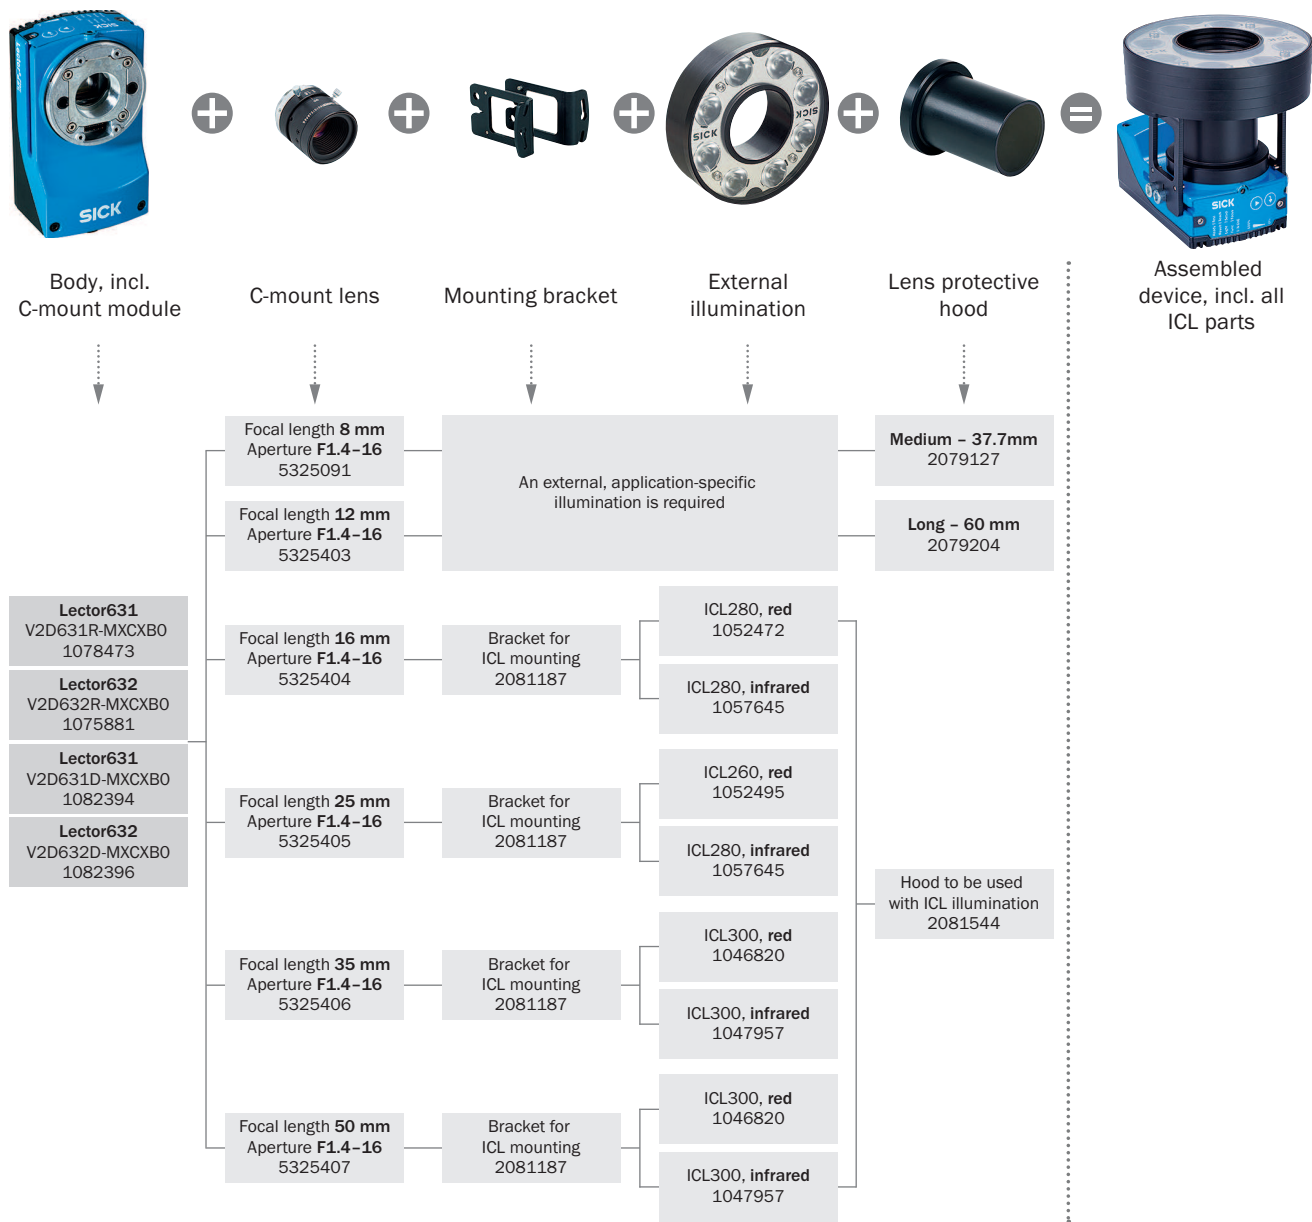 SICK
Lector63x
SICK
SICK
SICK
SICK
Body, incl.
C-mount module
C-mount lens
Mounting bracket
External
illumination
Lens protective
hood
Assembled
device, incl. all
ICL parts
Focal length 8 mm
Aperture F1.4–16
5325091
An external, application-specific
illumination is required
Medium – 37.7mm
2079127
Focal length 12 mm
Aperture F1.4–16
5325403
Long – 60 mm
2079204
Lector631
V2D631R-MXCXB0
1078473
Lector632
V2D632R-MXCXB0
1075881
Lector631
V2D631D-MXCXB0
1082394
Lector632
V2D632D-MXCXB0
1082396
Focal length 16 mm
Aperture F1.4–16
5325404
Bracket for
ICL mounting
2081187
ICL280, red
1052472
ICL280, infrared
1057645
Focal length 25 mm
Aperture F1.4–16
5325405
Bracket for
ICL mounting
2081187
ICL260, red
1052495
ICL280, infrared
1057645
Hood to be used
with ICL illumination
2081544
Focal length 35 mm
Aperture F1.4–16
5325406
Bracket for
ICL mounting
2081187
ICL300, red
1046820
ICL300, infrared
1047957
Focal length 50 mm
Aperture F1.4–16
5325407
Bracket for
ICL mounting
2081187
ICL300, red
1046820
ICL300, infrared
1047957